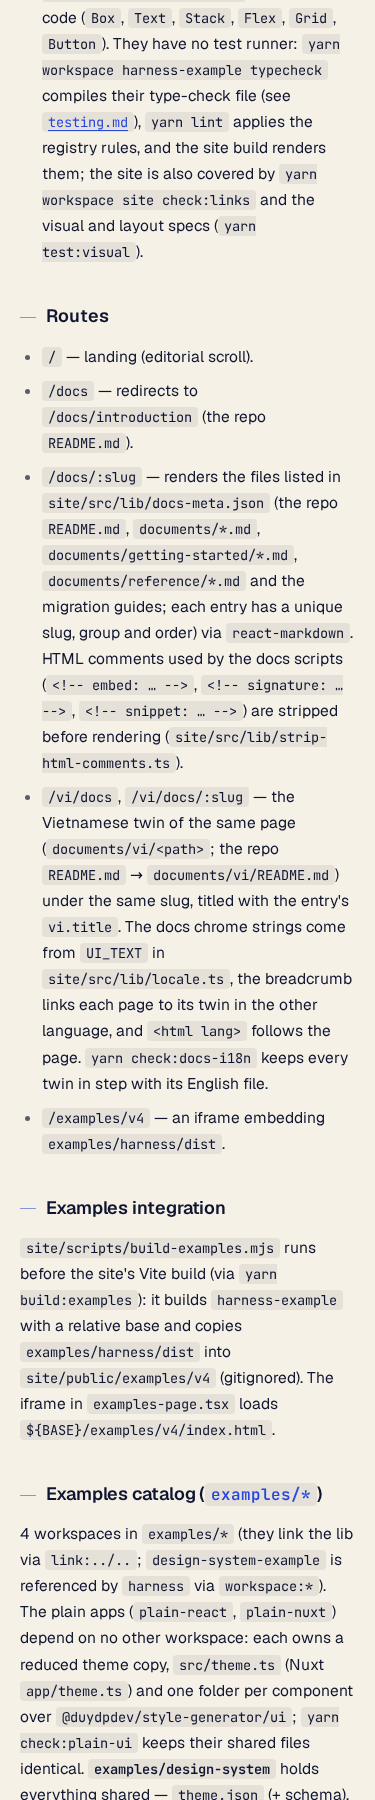 code ( Box , Text , Stack , Flex , Grid ,
Button ). They have no test runner: yarn
workspace harness-example typecheck
compiles their type-check file (see
testing.md ), yarn lint applies the
registry rules, and the site build renders
them; the site is also covered by yarn
workspace site check:links and the
visual and layout specs ( yarn
test:visual ).
— Routes
• / — landing (editorial scroll).
• /docs — redirects to
/docs/introduction (the repo
README.md ).
• /docs/:slug — renders the files listed in
site/src/lib/docs-meta.json (the repo
README.md , documents/*.md ,
documents/getting-started/*.md ,
documents/reference/*.md and the
migration guides; each entry has a unique
slug, group and order) via react-markdown .
HTML comments used by the docs scripts
( <!-- embed: … --> , <!-- signature: …
--> , <!-- snippet: … --> ) are stripped
before rendering ( site/src/lib/strip-
html-comments.ts ).
• /vi/docs , /vi/docs/:slug — the
Vietnamese twin of the same page
( documents/vi/<path> ; the repo
README.md → documents/vi/README.md )
under the same slug, titled with the entry's
vi.title . The docs chrome strings come
from UI_TEXT in
site/src/lib/locale.ts , the breadcrumb
links each page to its twin in the other
language, and <html lang> follows the
page. yarn check:docs-i18n keeps every
twin in step with its English file.
• /examples/v4 — an iframe embedding
examples/harness/dist .
— Examples integration
site/scripts/build-examples.mjs runs
before the site's Vite build (via yarn
build:examples ): it builds harness-example
with a relative base and copies
examples/harness/dist into
site/public/examples/v4 (gitignored). The
iframe in examples-page.tsx loads
${BASE}/examples/v4/index.html .
— Examples catalog ( examples/* )
4 workspaces in examples/* (they link the lib
via link:../.. ; design-system-example is
referenced by harness via workspace:* ).
The plain apps ( plain-react , plain-nuxt )
depend on no other workspace: each owns a
reduced theme copy, src/theme.ts (Nuxt
app/theme.ts ) and one folder per component
over @duydpdev/style-generator/ui ; yarn
check:plain-ui keeps their shared files
identical. examples/design-system holds
everything shared — theme.json (+ schema),